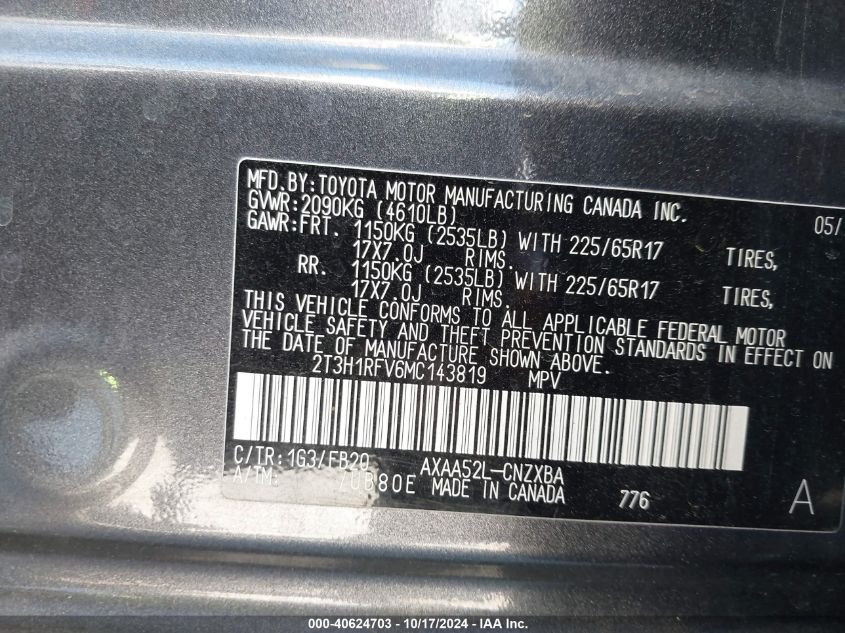 MFD.BY:TOYOTA MOTOR MANUFACTURING CANADA INC. 05/
GVWR:2090KG (4610LB)
GAWR:FRT. 1150KG (2535LB) WITH 225/65R17 TIRES,
17X7.0J RIMS.
RR. 1150KG (2535LB) WITH 225/65R17 TIRES,
17X7.0J RIMS.
THIS VEHICLE CONFORMS TO ALL APPLICABLE FEDERAL MOTOR
VEHICLE SAFETY AND THEFT PREVENTION STANDARDS IN EFFECT ON
THE DATE OF MANUFACTURE SHOWN ABOVE.
2T3H1RFV6MC143819 MPV
C/TR:1G3/FB20 AXAA52L-CNZXBA
A/TM: /UB80E MADE IN CANADA 776 A
000-40624703 - 10/17/2024 - IAA Inc.